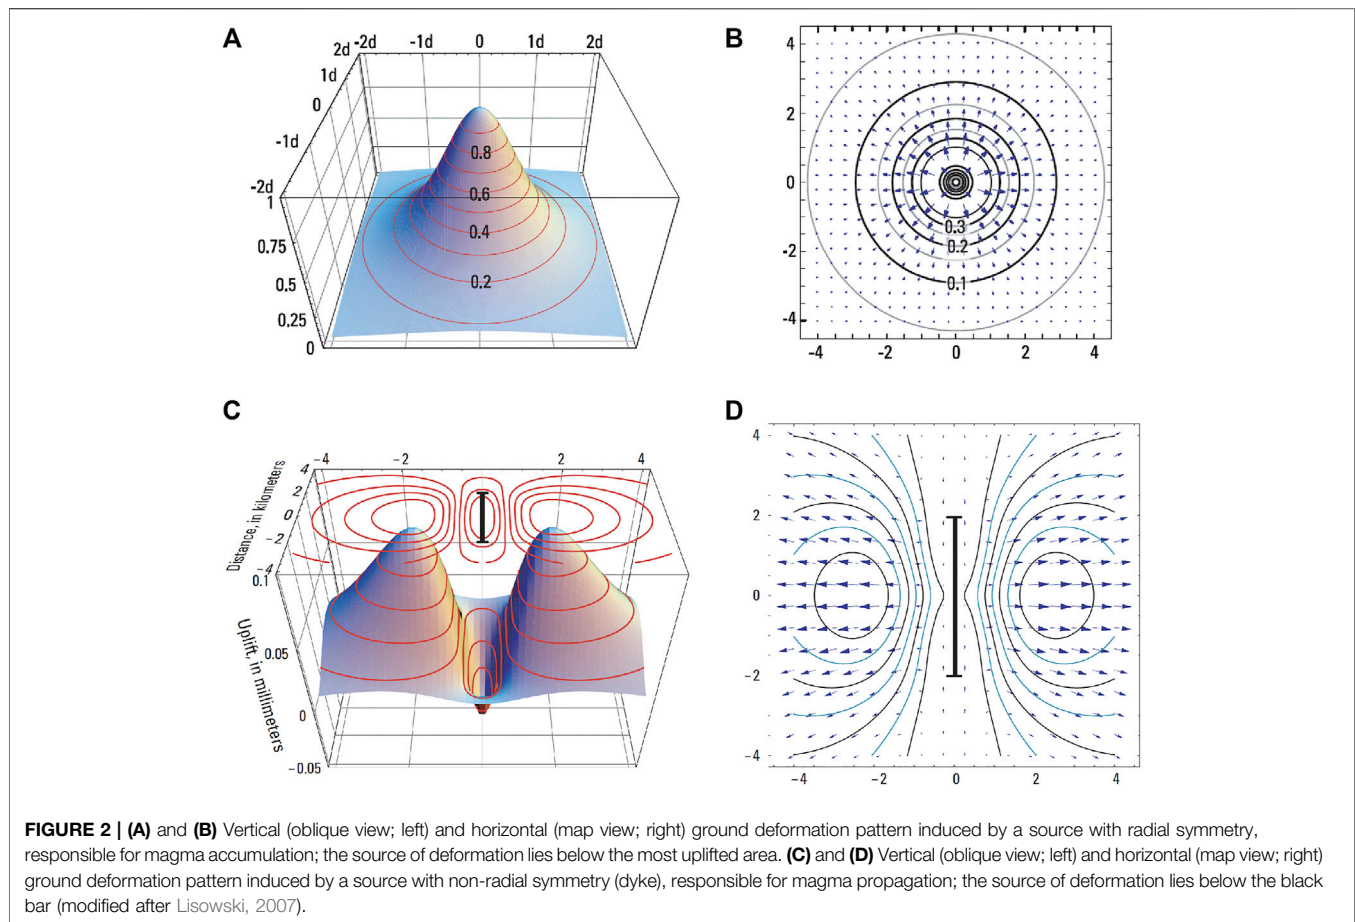 A
-2d -1d 0 1d 2d
2d
1d
0
-1d
-2d
1
0.75
0.5
0.25
0
0.8
0.6
0.4
0.2
B
4
2
0
-2
-4
0.3
0.2
0.1
-4 -2 0 2 4
C
-4 -2 2 4
4
2
0
-2
-4
Distance, in kilometers
0.1
0.05
0
-0.05
Uplift, in millimeters
D
4
2
0
-2
-4
-4 -2 0 2 4
FIGURE 2 | (A) and (B) Vertical (oblique view; left) and horizontal (map view; right) ground deformation pattern induced by a source with radial symmetry,
responsible for magma accumulation; the source of deformation lies below the most uplifted area. (C) and (D) Vertical (oblique view; left) and horizontal (map view; right)
ground deformation pattern induced by a source with non-radial symmetry (dyke), responsible for magma propagation; the source of deformation lies below the black
bar (modified after Lisowski, 2007).